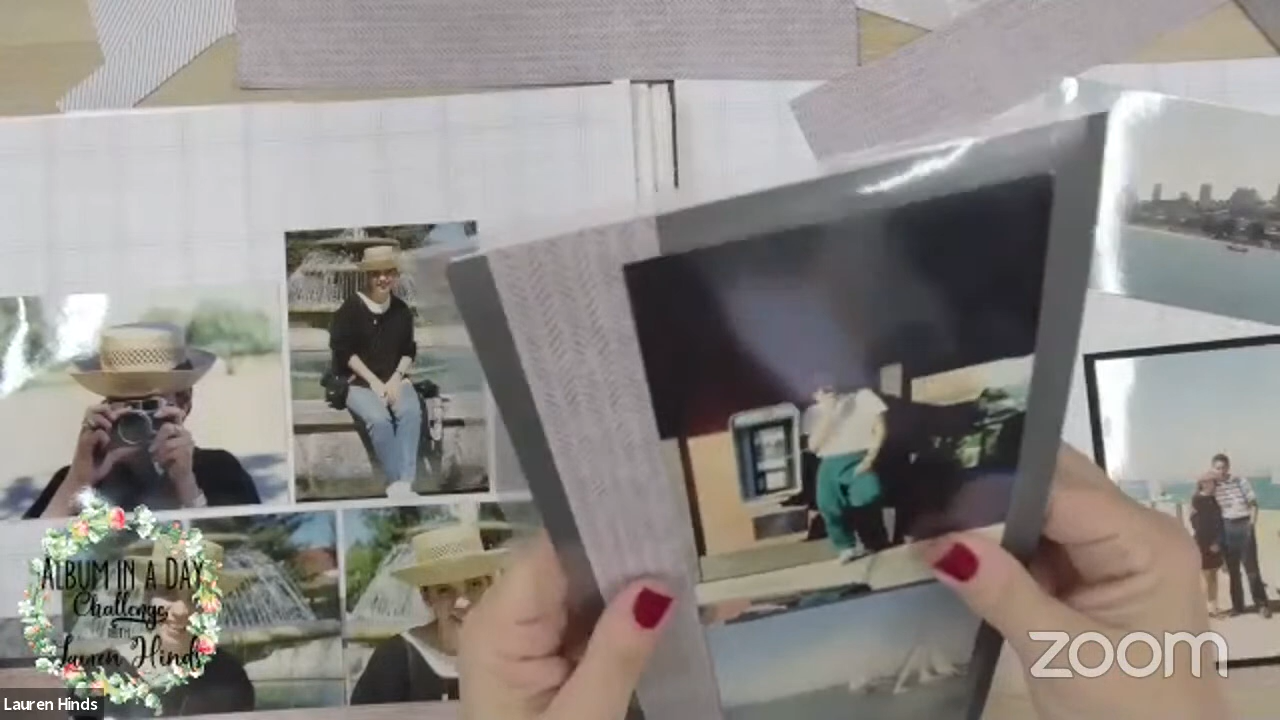 ALBUM IN A DAY
Challenge
WITH
Lauren Hinds
Lauren Hinds
zoom